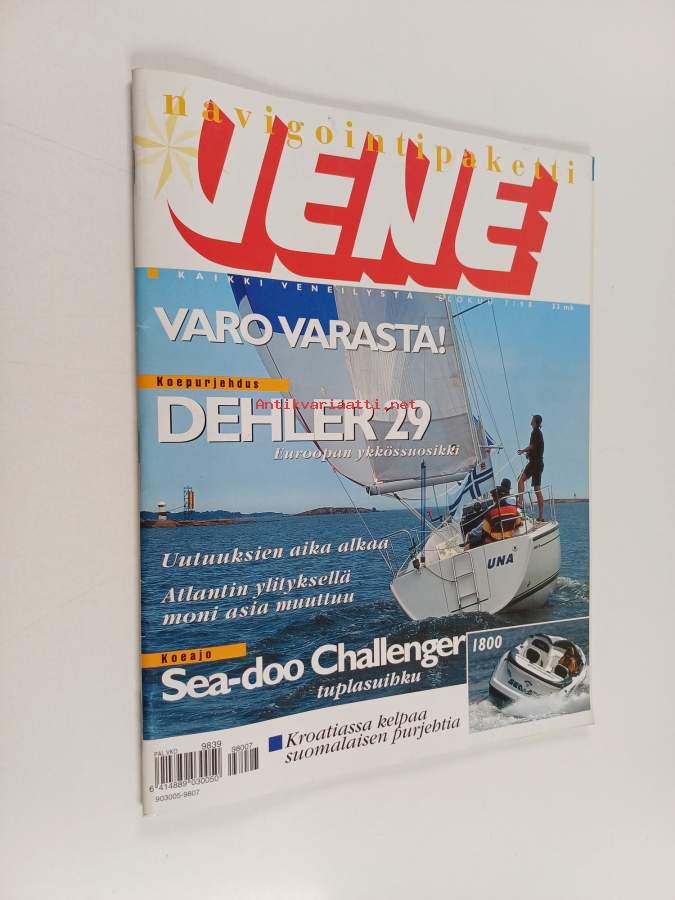 navigointipaketti
VENE
KAIKKI VENEILYSTÄ ELOKUU 7/98 33 mk
VARO VARASTA!
Koepurjehdus
DEHLER 29
Antikvariaatti.net
Euroopan ykkössuosikki
Uutuuksien aika alkaa
Atlantin ylityksellä
moni asia muuttuu
UNA
Koeajo
Sea-doo Challenger
1800
tuplasuihku
Kroatiassa kelpaa
suomalaisen purjehtia
PAL.VKO 9839 98007
6 414889 030050
903005-9807